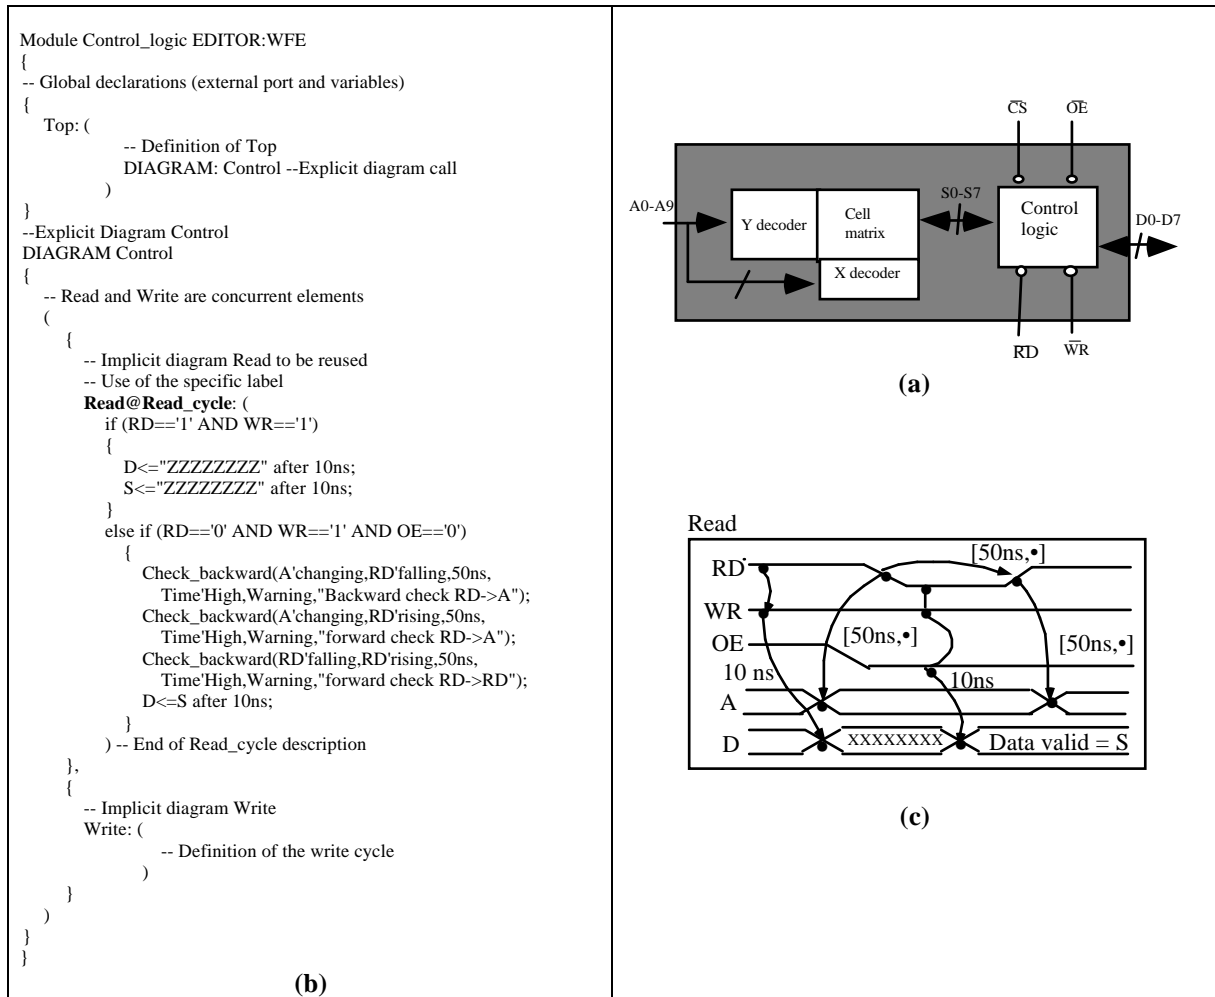 Module Control_logic EDITOR:WFE
{
-- Global declarations (external port and variables)
{
Top: (
-- Definition of Top
DIAGRAM: Control --Explicit diagram call
)
}
--Explicit Diagram Control
DIAGRAM Control
{
-- Read and Write are concurrent elements
(
{
-- Implicit diagram Read to be reused
-- Use of the specific label
Read@Read_cycle: (
if (RD=='1' AND WR=='1')
{
D<="ZZZZZZZZ" after 10ns;
S<="ZZZZZZZZ" after 10ns;
}
else if (RD=='0' AND WR=='1' AND OE=='0')
{
Check_backward(A'changing,RD'falling,50ns,
Time'High,Warning,"Backward check RD->A");
Check_backward(A'changing,RD'rising,50ns,
Time'High,Warning,"forward check RD->A");
Check_backward(RD'falling,RD'rising,50ns,
Time'High,Warning,"forward check RD->RD");
D<=S after 10ns;
}
) -- End of Read_cycle description
},
{
-- Implicit diagram Write
Write: (
-- Definition of the write cycle
)
}
)
}
}
(b)
CS OE
A0-A9
Y decoder
Cell
matrix
X decoder
S0-S7
Control
logic
D0-D7
RD WR
(a)
Read
[50ns,•]
RD
WR
[50ns,•]
[50ns,•]
OE
10 ns
10ns
A
D
XXXXXXXX
Data valid = S
(c)